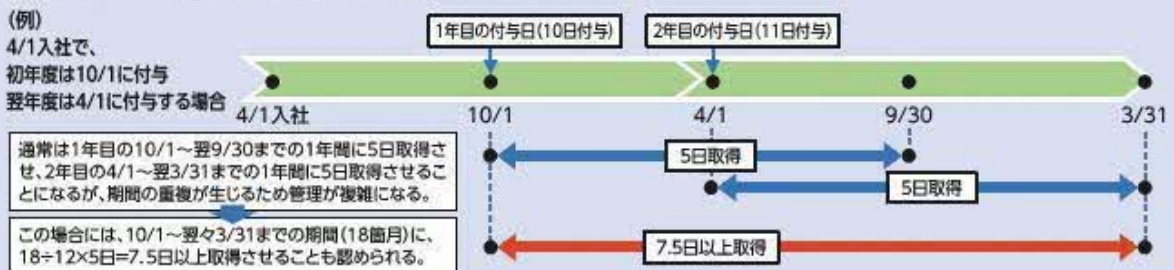 (例)
4/1入社で、
初年度は10/1に付与
翌年度は4/1に付与する場合
1年目の付与日(10日付与)
2年目の付与日(11日付与)
4/1入社
10/1
4/1
9/30
3/31
通常は1年目の10/1～翌9/30までの1年間に5日取得さ
せ、2年目の4/1～翌3/31までの1年間に5日取得させるこ
とになるが、期間の重複が生じるため管理が複雑になる。
5日取得
5日取得
この場合には、10/1～翌々3/31までの期間(18箇月)に、
18÷12×5日=7.5日以上取得させることも認められる。
7.5日以上取得